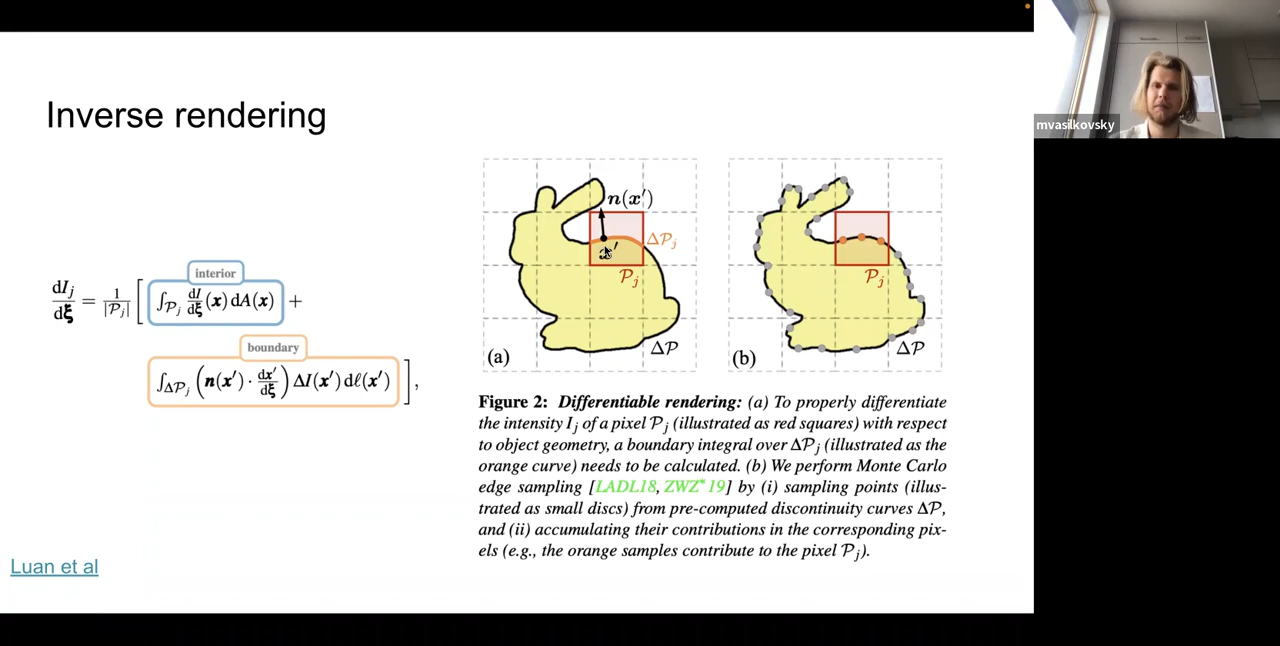 mvasilkovsky
Inverse rendering
interior
dI_j/dξ = 1/|𝒫_j| [ ∫_𝒫_j dI/dξ (x) dA(x) +
boundary
∫_Δ𝒫_j (n(x′) · dx′/dξ) ΔI(x′) dℓ(x′) ],
n(x′)
Δ𝒫_j
x′
𝒫_j
Δ𝒫
(a)
𝒫_j
Δ𝒫
(b)
Figure 2: Differentiable rendering: (a) To properly differentiate
the intensity I_j of a pixel 𝒫_j (illustrated as red squares) with respect
to object geometry, a boundary integral over Δ𝒫_j (illustrated as the
orange curve) needs to be calculated. (b) We perform Monte Carlo
edge sampling [LADL18, ZWZ*19] by (i) sampling points (illus-
trated as small discs) from pre-computed discontinuity curves Δ𝒫,
and (ii) accumulating their contributions in the corresponding pix-
els (e.g., the orange samples contribute to the pixel 𝒫_j).
Luan et al